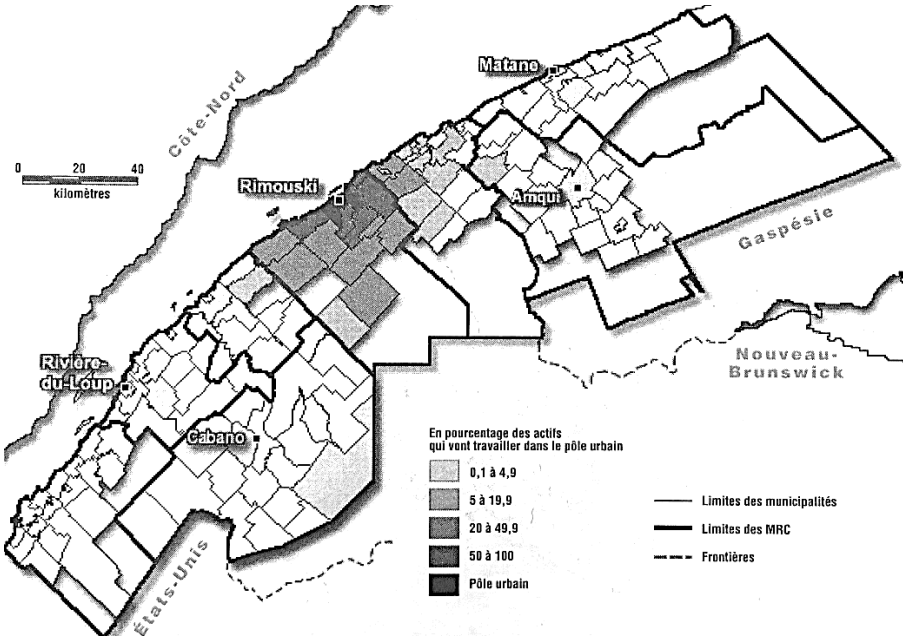 Côte-Nord
Matane
0 20 40
kilomètres
Rimouski
Amqui
Gaspésie
Rivière-
du-Loup
Nouveau-
Brunswick
Cabano
États-Unis
En pourcentage des actifs
qui vont travailler dans le pôle urbain
0,1 à 4,9
5 à 19,9
20 à 49,9
50 à 100
Pôle urbain
Limites des municipalités
Limites des MRC
Frontières